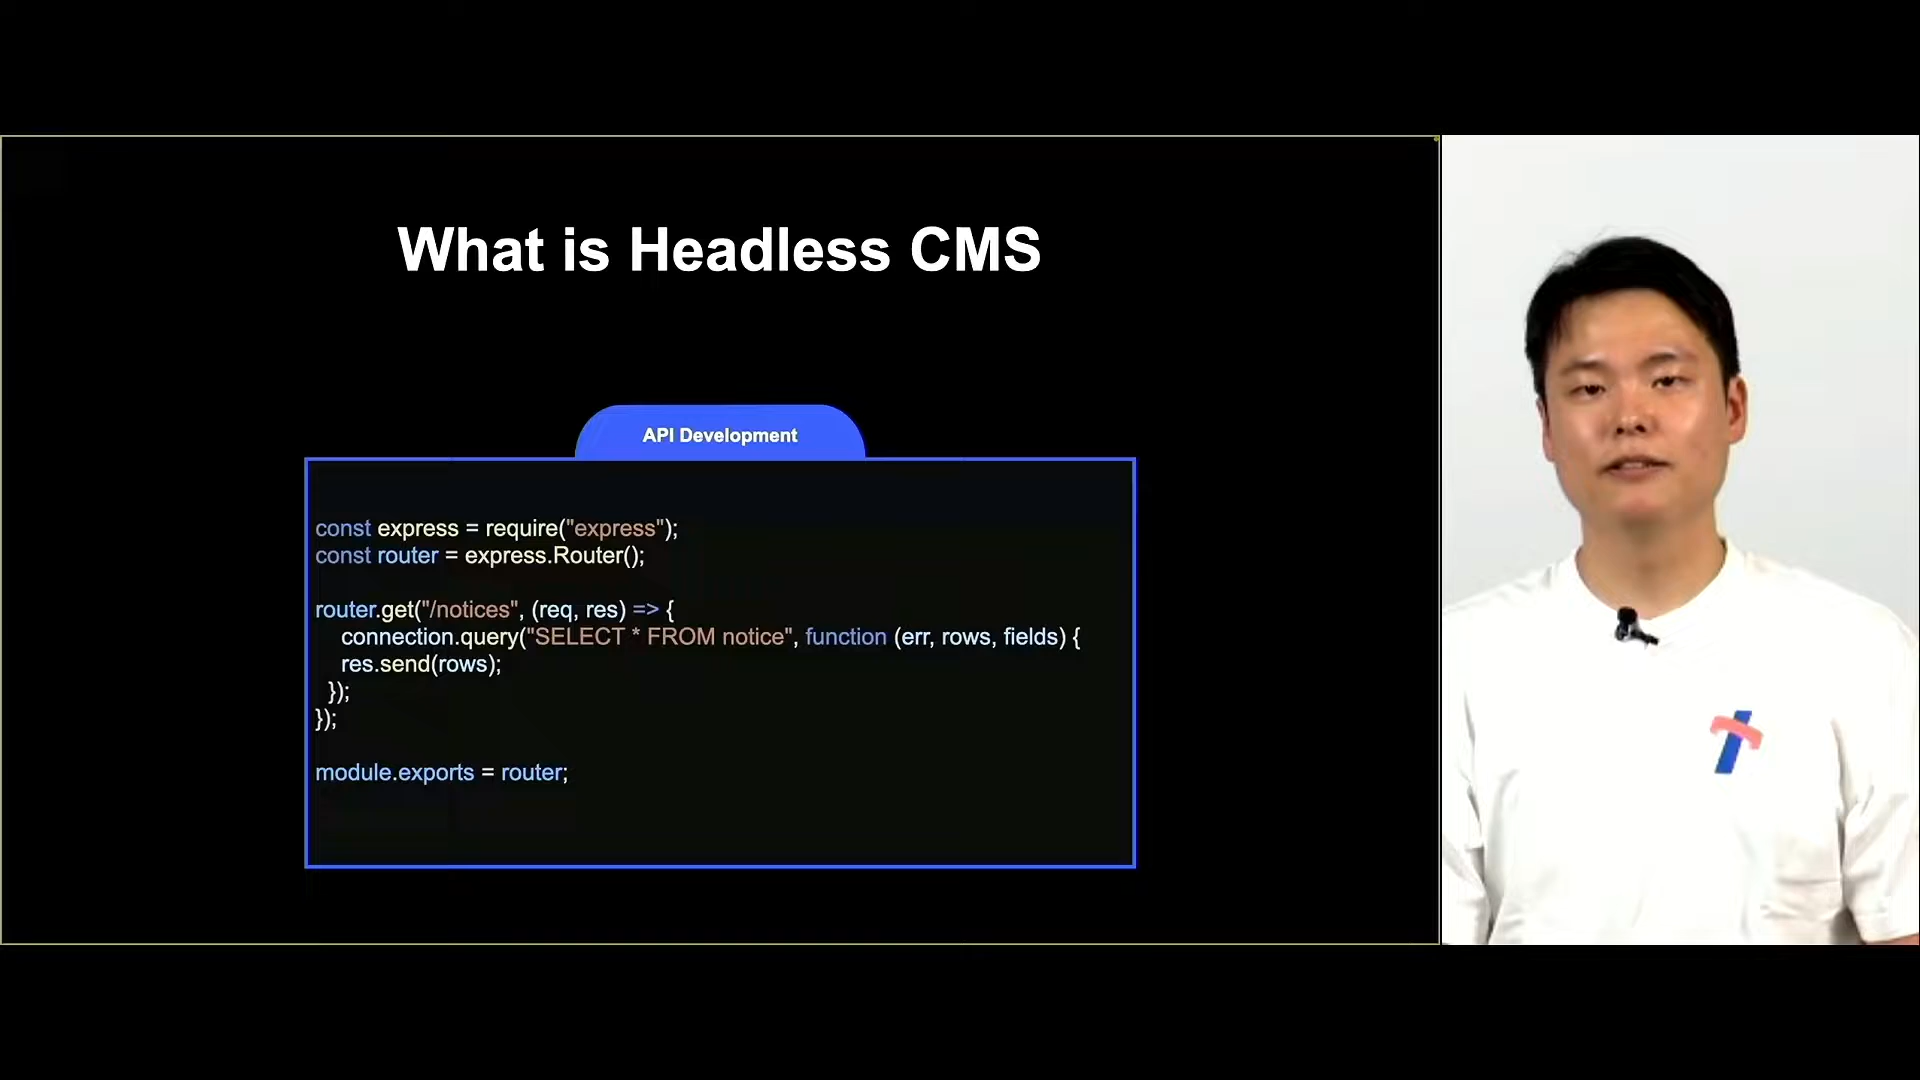 What is Headless CMS
API Development
const express = require("express");
const router = express.Router();
router.get("/notices", (req, res) => {
connection.query("SELECT * FROM notice", function (err, rows, fields) {
res.send(rows);
});
});
module.exports = router;